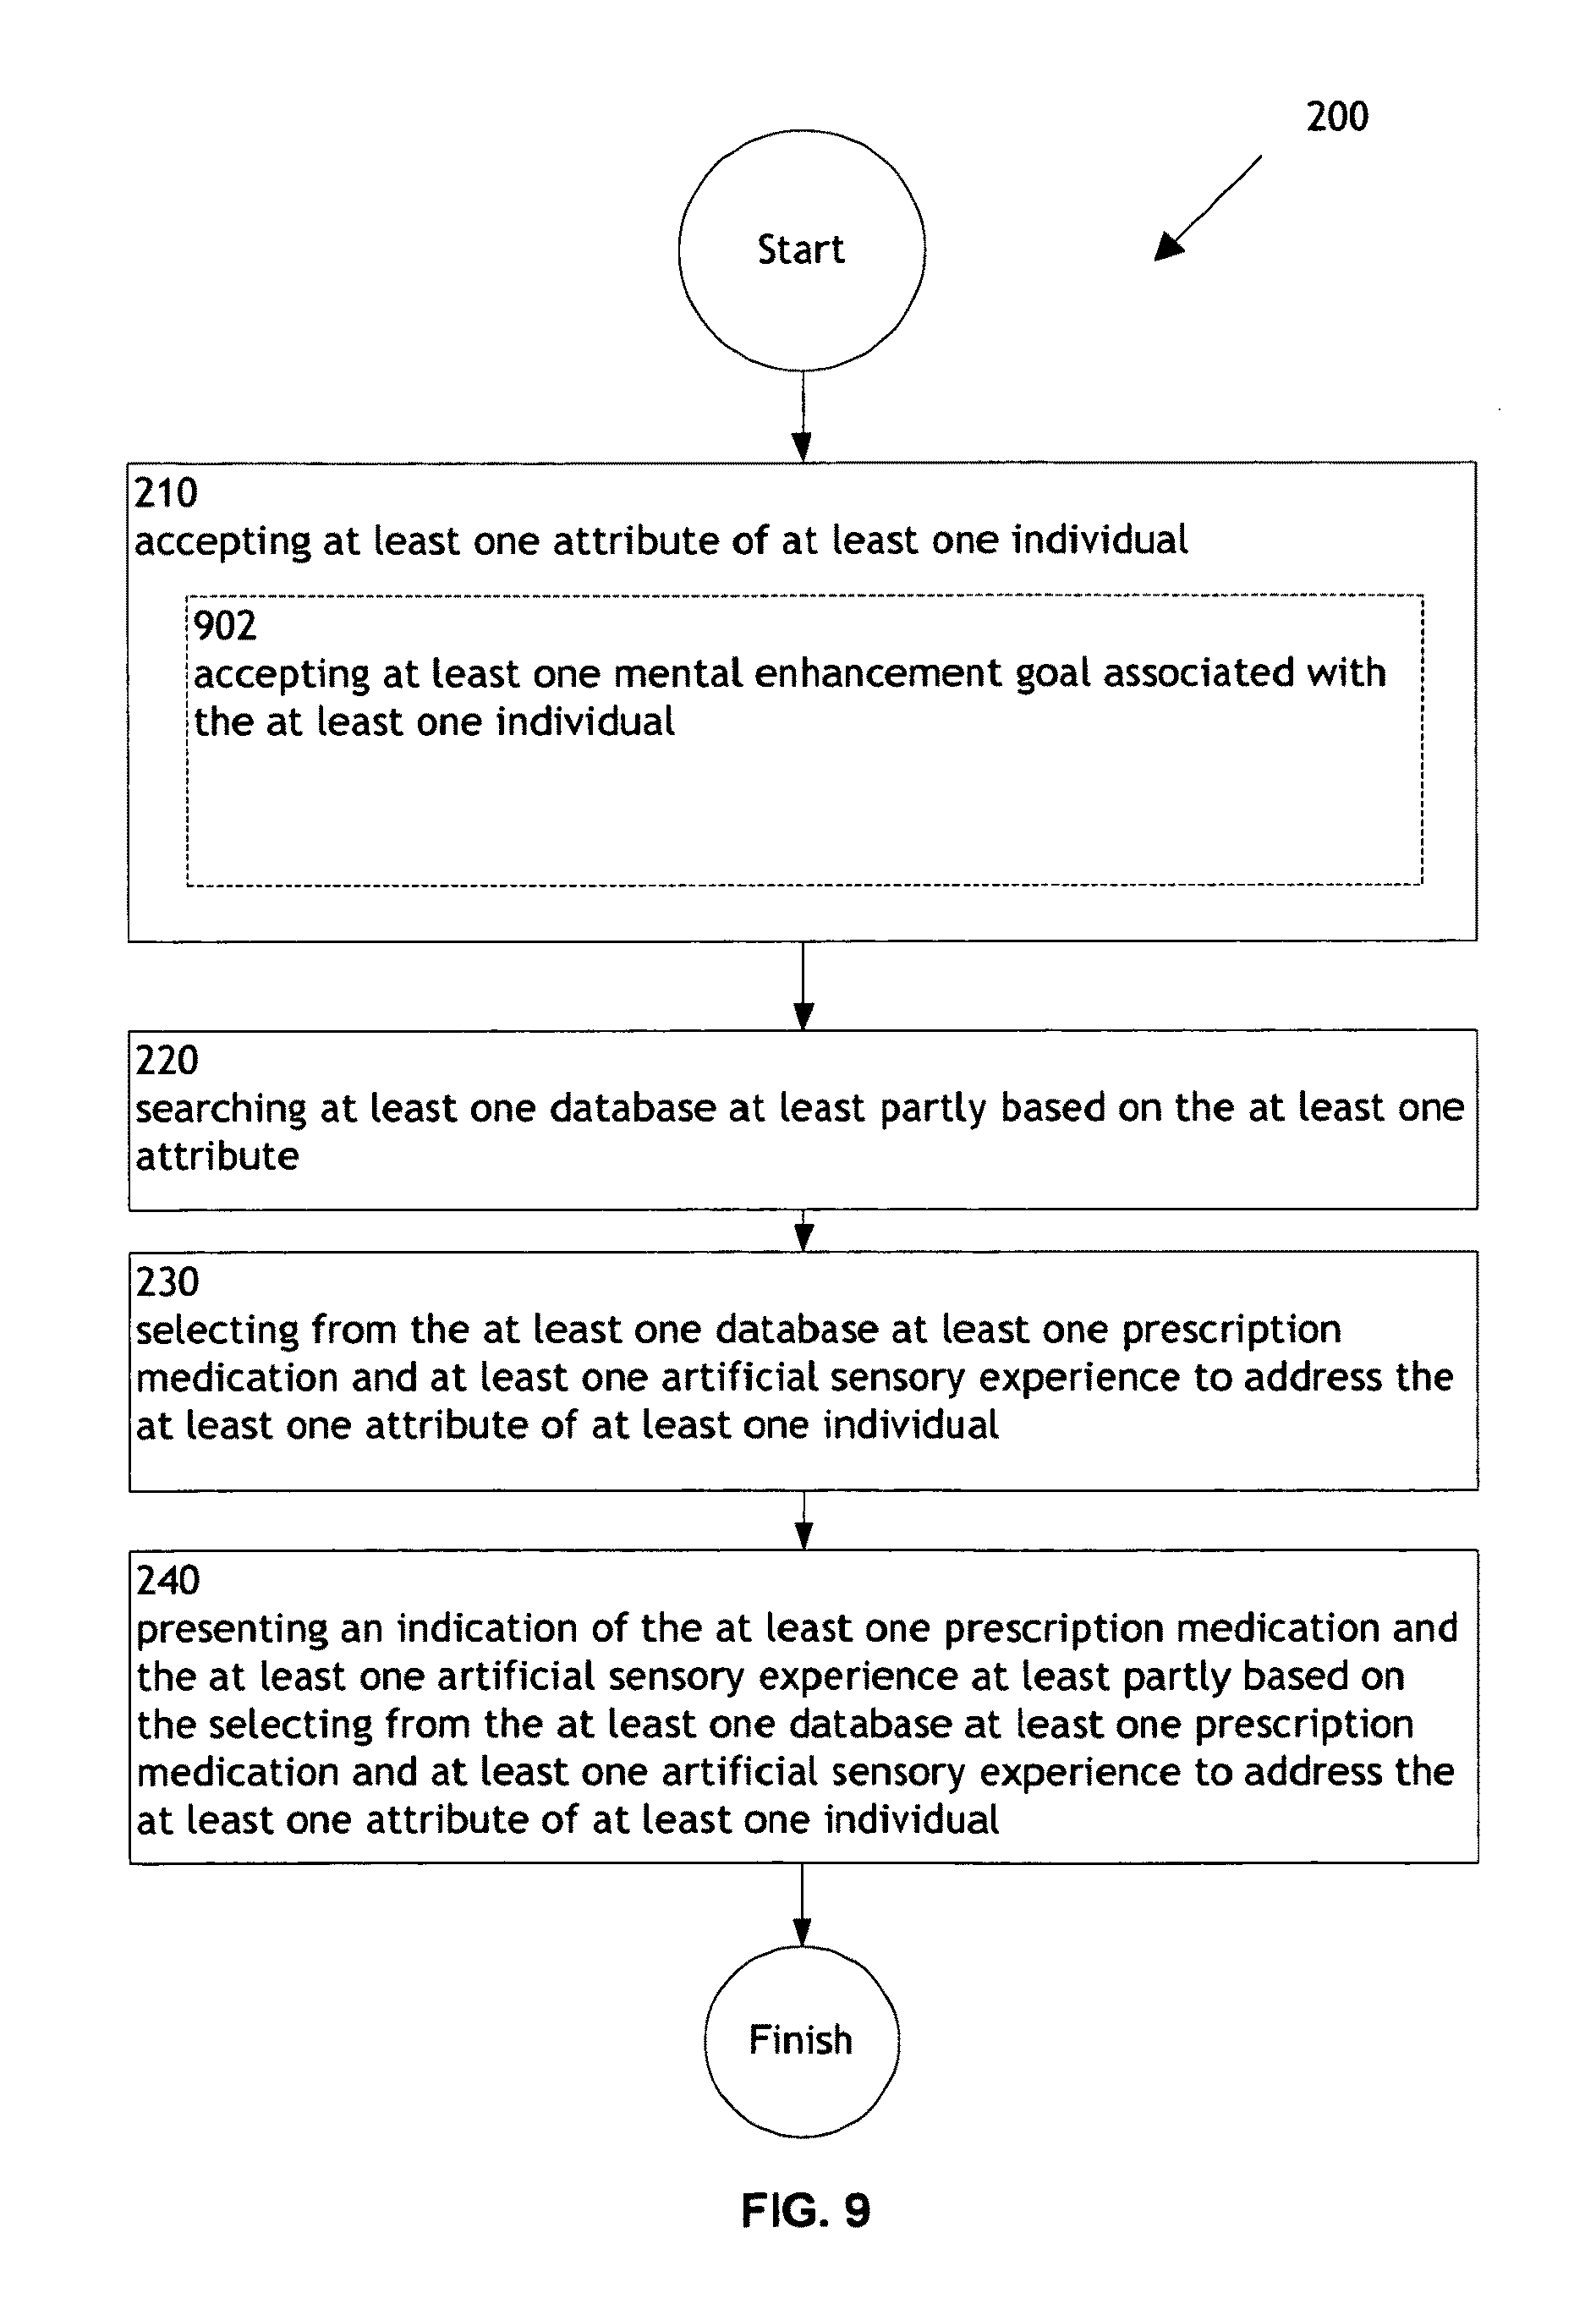 200
Start
210
accepting at least one attribute of at least one individual
902
accepting at least one mental enhancement goal associated with
the at least one individual
220
searching at least one database at least partly based on the at least one
attribute
230
selecting from the at least one database at least one prescription
medication and at least one artificial sensory experience to address the
at least one attribute of at least one individual
240
presenting an indication of the at least one prescription medication and
the at least one artificial sensory experience at least partly based on
the selecting from the at least one database at least one prescription
medication and at least one artificial sensory experience to address the
at least one attribute of at least one individual
Finish
FIG. 9